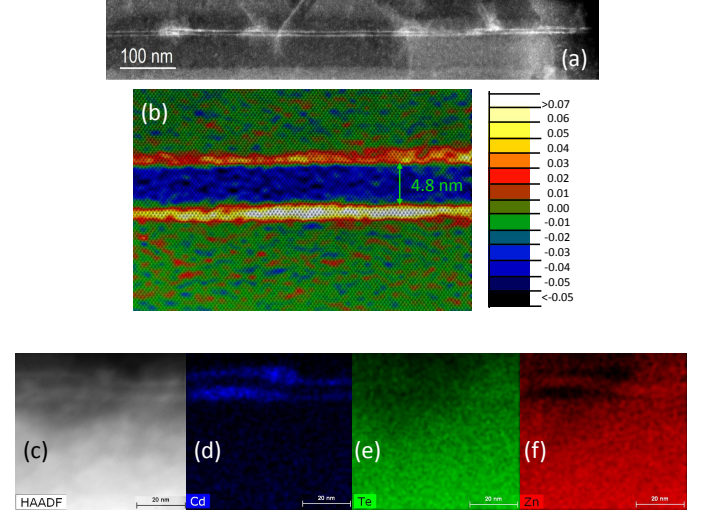 100 nm
(a)
(b)
4.8 nm
>0.07
0.06
0.05
0.04
0.03
0.02
0.01
0.00
-0.01
-0.02
-0.03
-0.04
-0.05
<-0.05
(c)
(d)
(e)
(f)
HAADF
20 nm
Cd
20 nm
Te
20 nm
Zn
20 nm